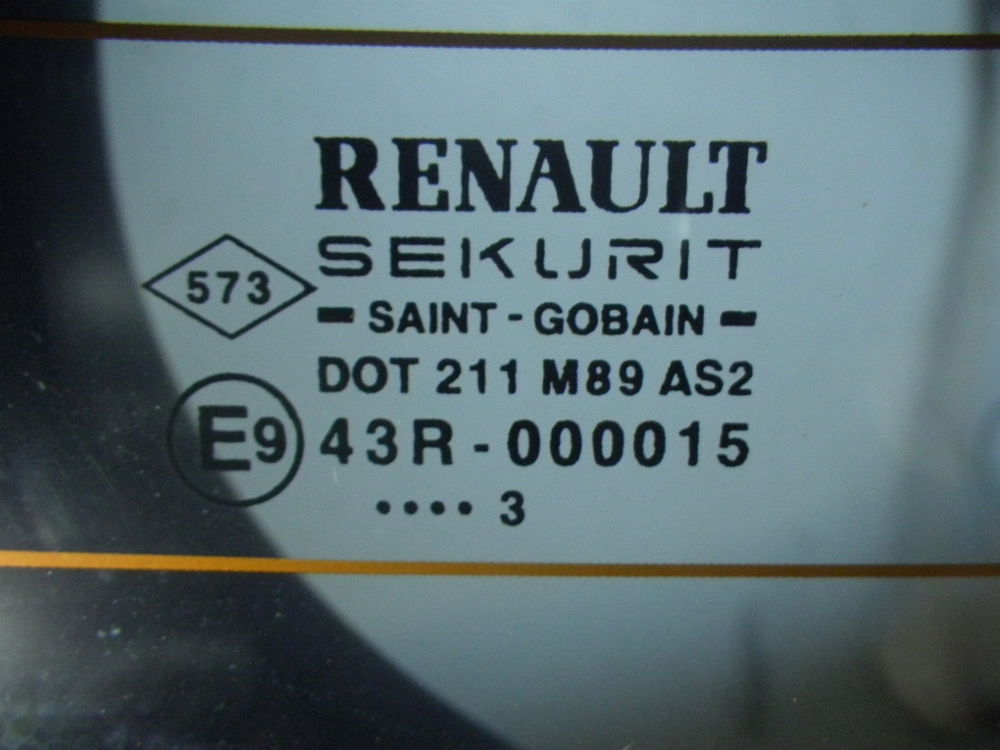 RENAULT
SEKURIT
573
SAINT-GOBAIN
DOT 211 M89 AS2
E9 43R-000015
•••• 3